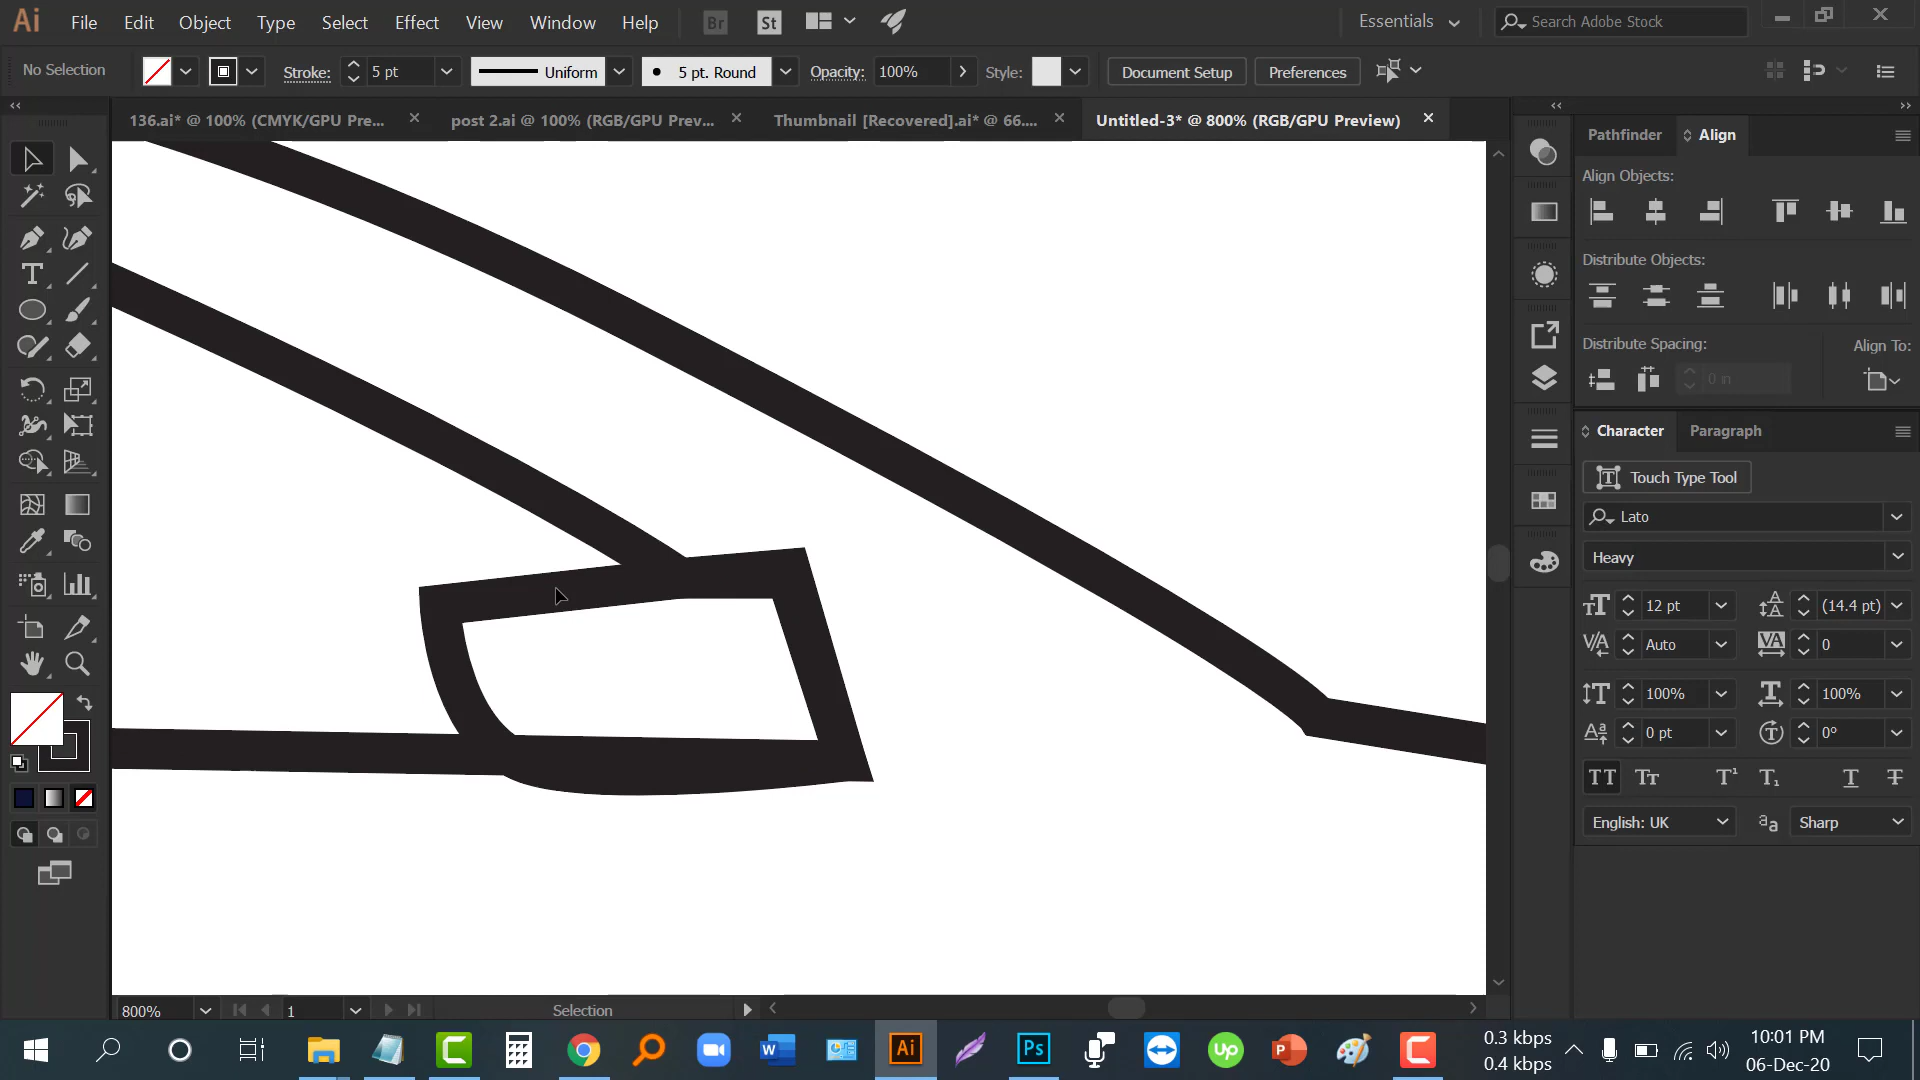 Ai File Edit Object Type Select Effect View Window Help Br St Essentials Search Adobe Stock
No Selection Stroke: 5 pt Uniform 5 pt. Round Opacity: 100% Style: Document Setup Preferences
136.ai* @ 100% (CMYK/GPU Pre... post 2.ai @ 100% (RGB/GPU Prev... Thumbnail [Recovered].ai* @ 66.... Untitled-3* @ 800% (RGB/GPU Preview)
Pathfinder Align
Align Objects:
Distribute Objects:
Distribute Spacing: Align To:
0 in
Character Paragraph
Touch Type Tool
Lato
Heavy
12 pt (14.4 pt)
Auto 0
100% 100%
0 pt 0°
English: UK Sharp
800% 1 Selection
0.3 kbps 10:01 PM
0.4 kbps 06-Dec-20